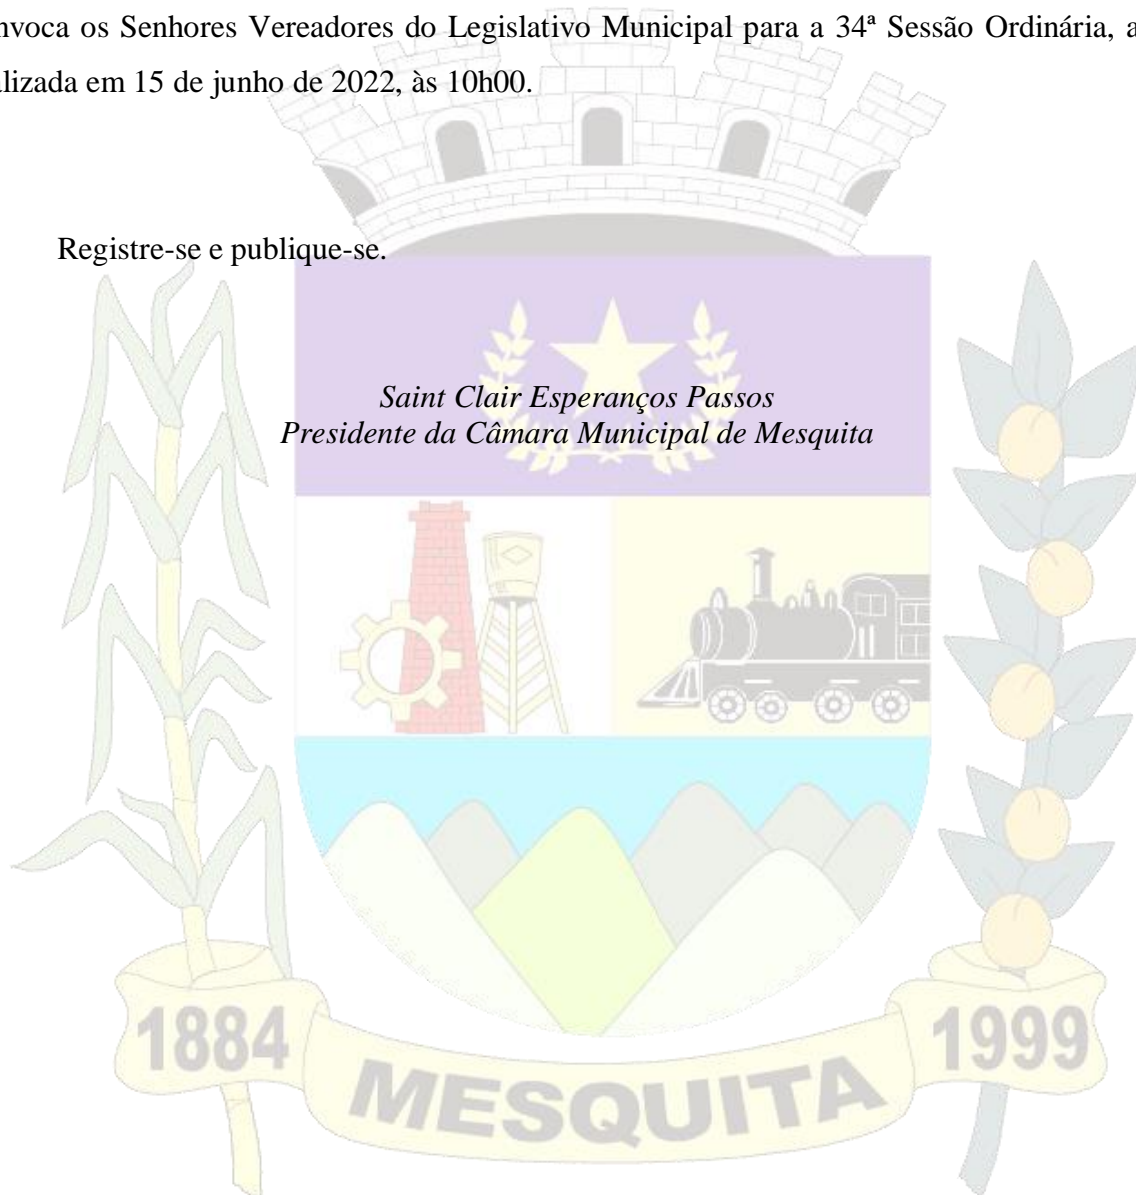 nvoca os Senhores Vereadores do Legislativo Municipal para a 34ª Sessão Ordinária, a
alizada em 15 de junho de 2022, às 10h00.
Registre-se e publique-se.
Saint Clair Esperanços Passos
Presidente da Câmara Municipal de Mesquita
1884
MESQUITA
1999